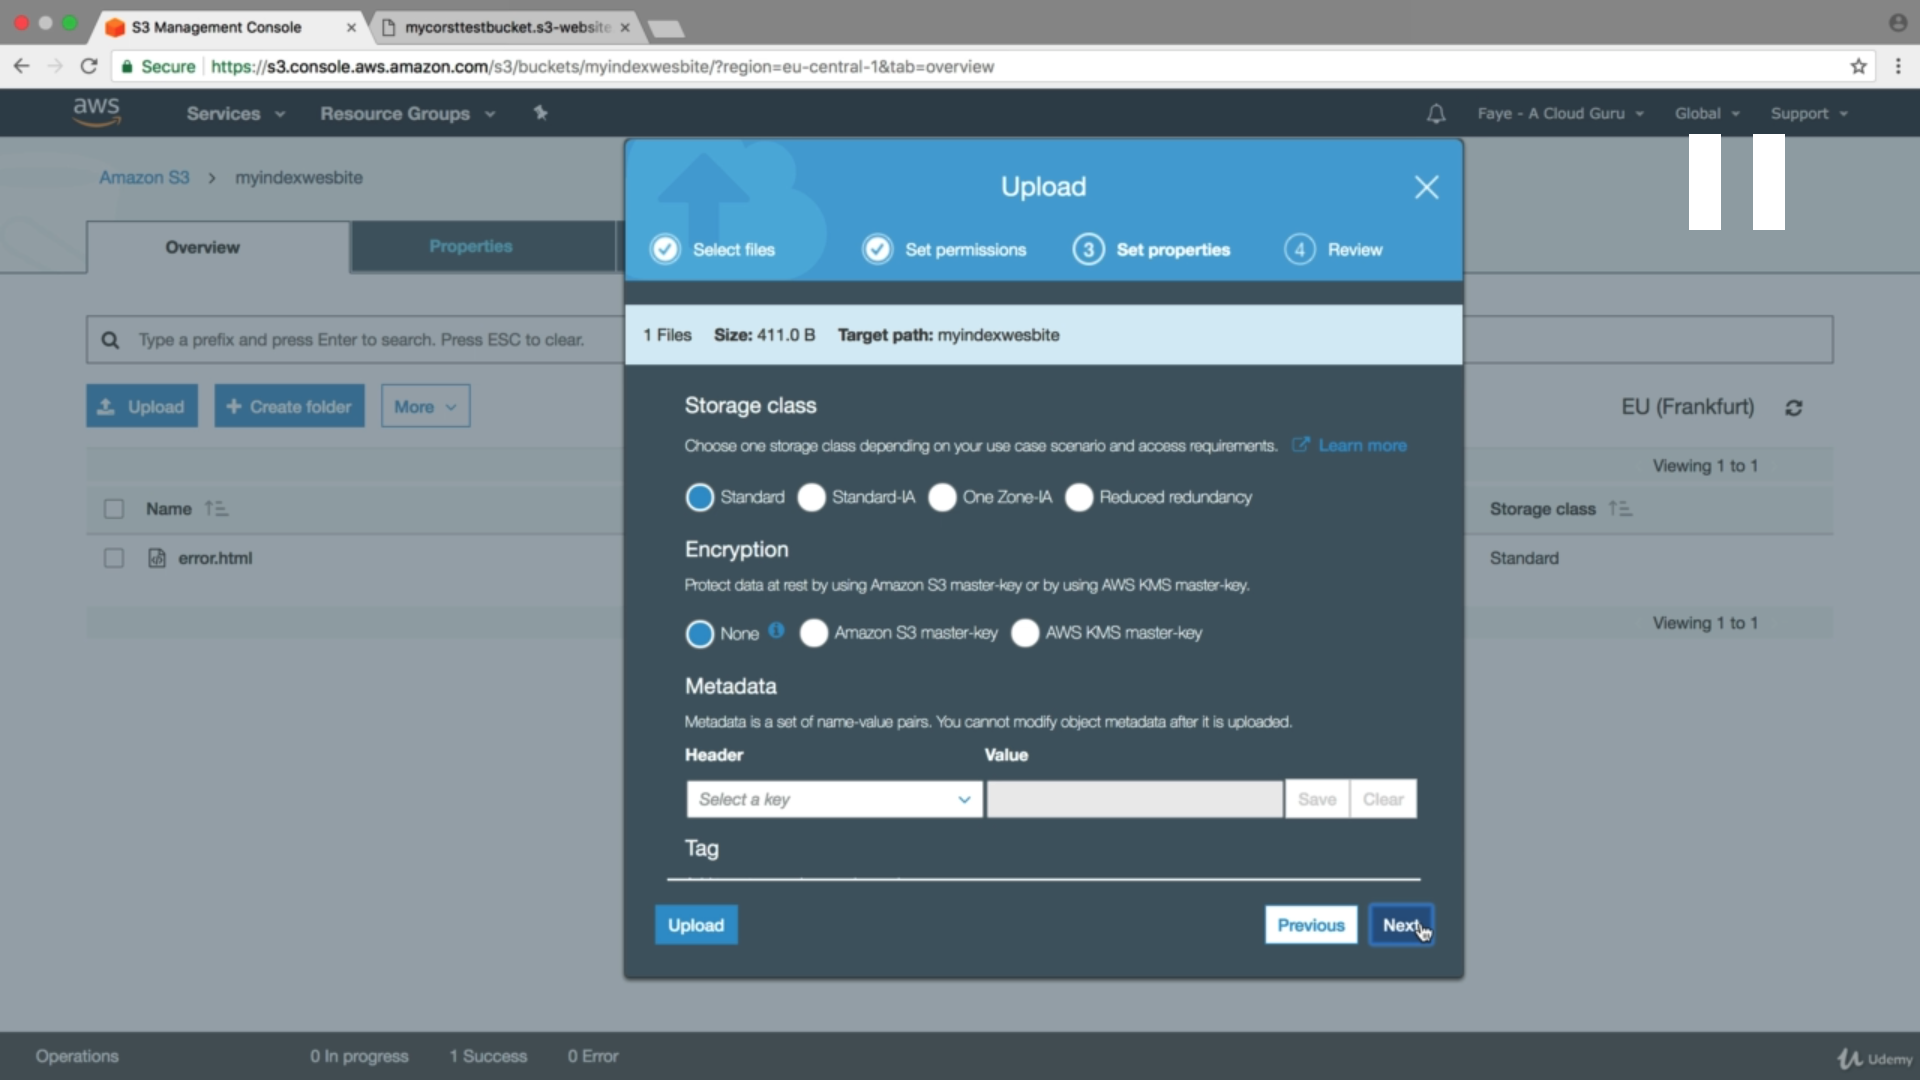 S3 Management Console
mycorsttestbucket.s3-website
Secure https://s3.console.aws.amazon.com/s3/buckets/myindexwesbite/?region=eu-central-1&tab=overview
aws Services Resource Groups Faye - A Cloud Guru Global Support
Amazon S3 > myindexwesbite
Overview Properties
Type a prefix and press Enter to search. Press ESC to clear.
Upload + Create folder More EU (Frankfurt)
Viewing 1 to 1
Name Storage class
error.html Standard
Viewing 1 to 1
Upload
Select files Set permissions 3 Set properties 4 Review
1 Files Size: 411.0 B Target path: myindexwesbite
Storage class
Choose one storage class depending on your use case scenario and access requirements. Learn more
Standard Standard-IA One Zone-IA Reduced redundancy
Encryption
Protect data at rest by using Amazon S3 master-key or by using AWS KMS master-key.
None Amazon S3 master-key AWS KMS master-key
Metadata
Metadata is a set of name-value pairs. You cannot modify object metadata after it is uploaded.
Header Value
Select a key Save Clear
Tag
Upload Previous Next
Operations 0 In progress 1 Success 0 Error
Udemy